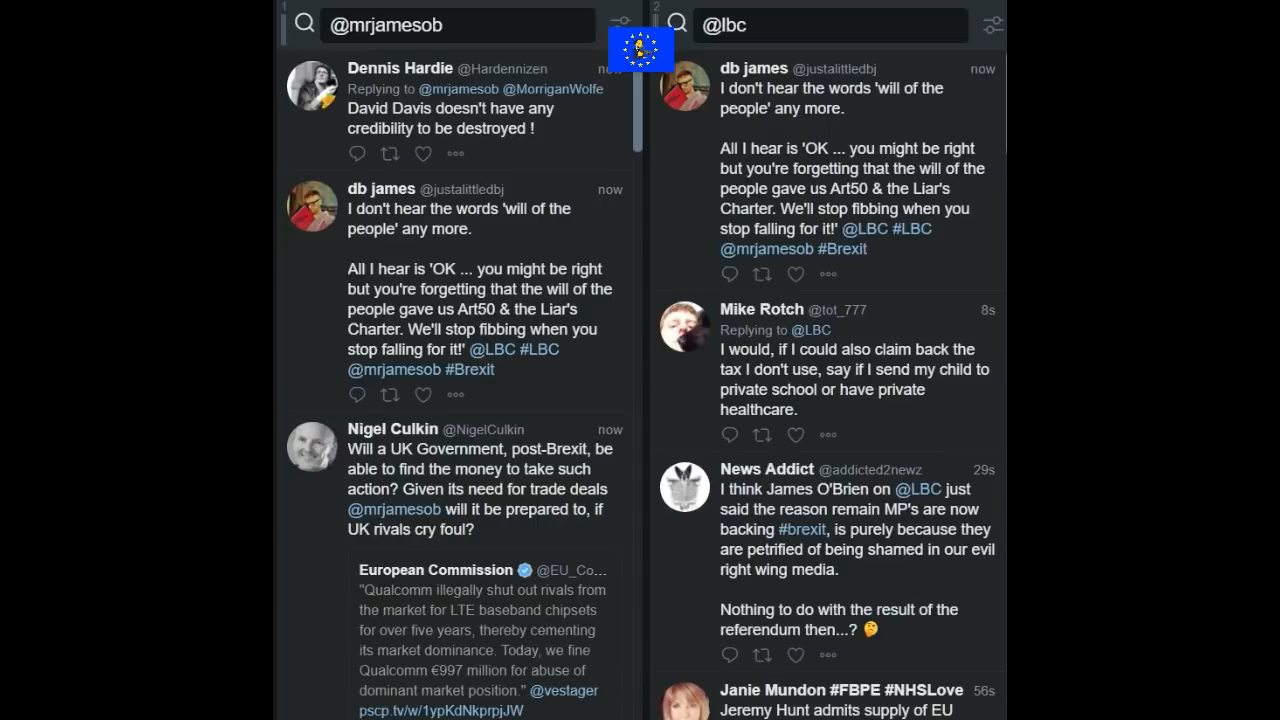 1
@mrjamesob
Dennis Hardie @Hardennizen
Replying to @mrjamesob @MorriganWolfe
David Davis doesn't have any
credibility to be destroyed !
db james @justalittledbj now
I don't hear the words 'will of the
people' any more.
All I hear is 'OK ... you might be right
but you're forgetting that the will of the
people gave us Art50 & the Liar's
Charter. We'll stop fibbing when you
stop falling for it!' @LBC #LBC
@mrjamesob #Brexit
Nigel Culkin @NigelCulkin now
Will a UK Government, post-Brexit, be
able to find the money to take such
action? Given its need for trade deals
@mrjamesob will it be prepared to, if
UK rivals cry foul?
European Commission @EU_Co...
"Qualcomm illegally shut out rivals from
the market for LTE baseband chipsets
for over five years, thereby cementing
its market dominance. Today, we fine
Qualcomm €997 million for abuse of
dominant market position." @vestager
pscp.tv/w/1ypKdNkprpjJW
2
@lbc
db james @justalittledbj now
I don't hear the words 'will of the
people' any more.
All I hear is 'OK ... you might be right
but you're forgetting that the will of the
people gave us Art50 & the Liar's
Charter. We'll stop fibbing when you
stop falling for it!' @LBC #LBC
@mrjamesob #Brexit
Mike Rotch @tot_777 8s
Replying to @LBC
I would, if I could also claim back the
tax I don't use, say if I send my child to
private school or have private
healthcare.
News Addict @addicted2newz 29s
I think James O'Brien on @LBC just
said the reason remain MP's are now
backing #brexit, is purely because they
are petrified of being shamed in our evil
right wing media.
Nothing to do with the result of the
referendum then...? 🤔
Janie Mundon #FBPE #NHSLove 56s
Jeremy Hunt admits supply of EU